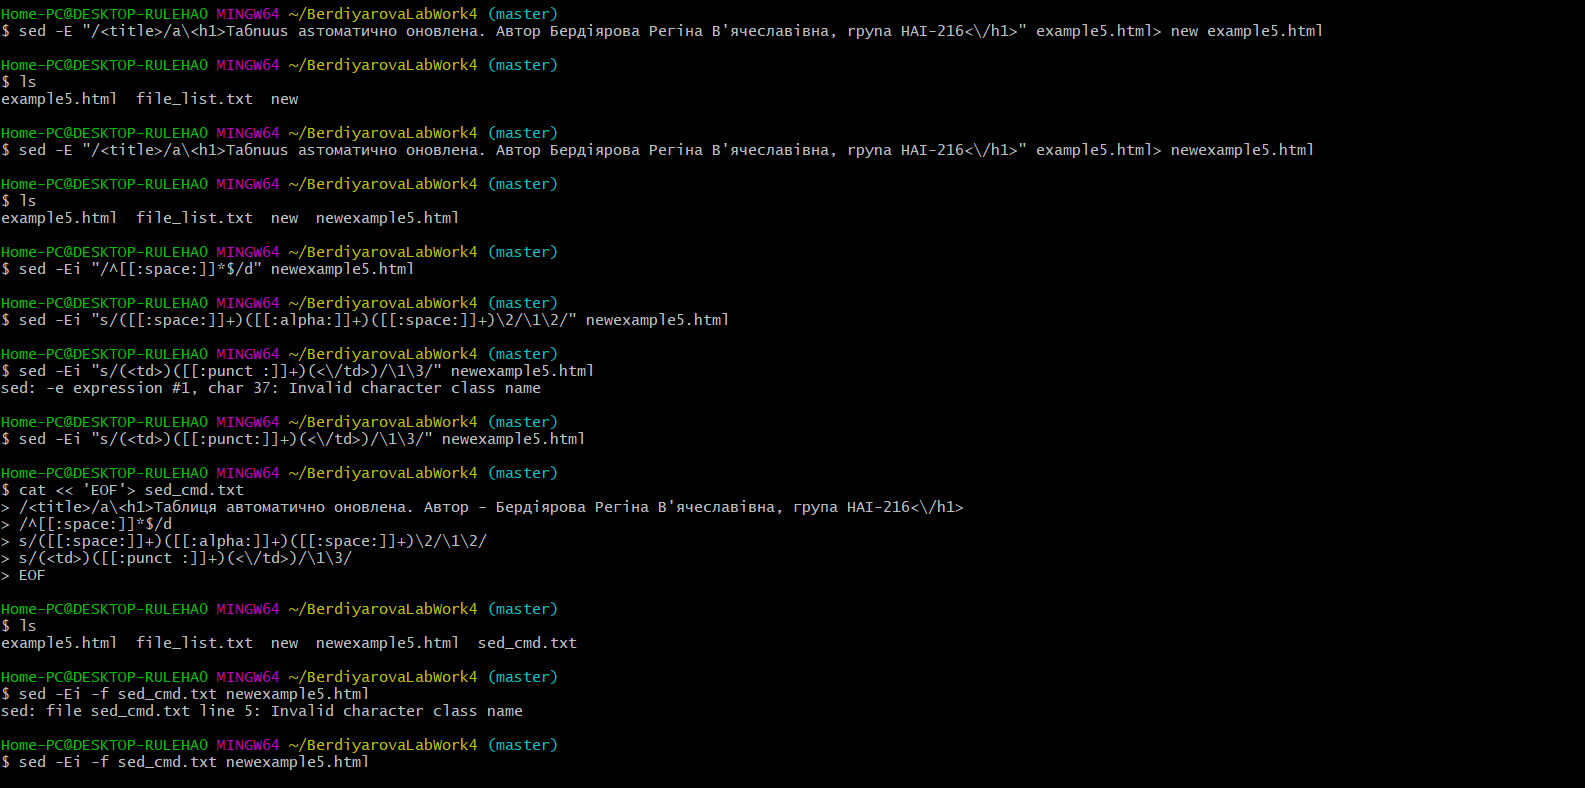 Home-PC@DESKTOP-RULEHAO MINGW64 ~/BerdiyarovaLabWork4 (master)
$ sed -E "/<title>/a\<h1>Табnuus автоматично оновлена. Автор Бердіярова Регіна В'ячеславівна, група НАІ-216<\/h1>" example5.html> new example5.html
Home-PC@DESKTOP-RULEHAO MINGW64 ~/BerdiyarovaLabWork4 (master)
$ ls
example5.html  file_list.txt  new
Home-PC@DESKTOP-RULEHAO MINGW64 ~/BerdiyarovaLabWork4 (master)
$ sed -E "/<title>/a\<h1>Табnuus автоматично оновлена. Автор Бердіярова Регіна В'ячеславівна, група НАІ-216<\/h1>" example5.html> newexample5.html
Home-PC@DESKTOP-RULEHAO MINGW64 ~/BerdiyarovaLabWork4 (master)
$ ls
example5.html  file_list.txt  new  newexample5.html
Home-PC@DESKTOP-RULEHAO MINGW64 ~/BerdiyarovaLabWork4 (master)
$ sed -Ei "/^[[:space:]]*$/d" newexample5.html
Home-PC@DESKTOP-RULEHAO MINGW64 ~/BerdiyarovaLabWork4 (master)
$ sed -Ei "s/([[:space:]]+)([[:alpha:]]+)([[:space:]]+)\2/\1\2/" newexample5.html
Home-PC@DESKTOP-RULEHAO MINGW64 ~/BerdiyarovaLabWork4 (master)
$ sed -Ei "s/(<td>)([[:punct :]]+)(<\/td>)/\1\3/" newexample5.html
sed: -e expression #1, char 37: Invalid character class name
Home-PC@DESKTOP-RULEHAO MINGW64 ~/BerdiyarovaLabWork4 (master)
$ sed -Ei "s/(<td>)([[:punct:]]+)(<\/td>)/\1\3/" newexample5.html
Home-PC@DESKTOP-RULEHAO MINGW64 ~/BerdiyarovaLabWork4 (master)
$ cat << 'EOF'> sed_cmd.txt
> /<title>/a\<h1>Таблиця автоматично оновлена. Автор - Бердіярова Регіна В'ячеславівна, група НАІ-216<\/h1>
> /^[[:space:]]*$/d
> s/([[:space:]]+)([[:alpha:]]+)([[:space:]]+)\2/\1\2/
> s/(<td>)([[:punct :]]+)(<\/td>)/\1\3/
> EOF
Home-PC@DESKTOP-RULEHAO MINGW64 ~/BerdiyarovaLabWork4 (master)
$ ls
example5.html  file_list.txt  new  newexample5.html  sed_cmd.txt
Home-PC@DESKTOP-RULEHAO MINGW64 ~/BerdiyarovaLabWork4 (master)
$ sed -Ei -f sed_cmd.txt newexample5.html
sed: file sed_cmd.txt line 5: Invalid character class name
Home-PC@DESKTOP-RULEHAO MINGW64 ~/BerdiyarovaLabWork4 (master)
$ sed -Ei -f sed_cmd.txt newexample5.html